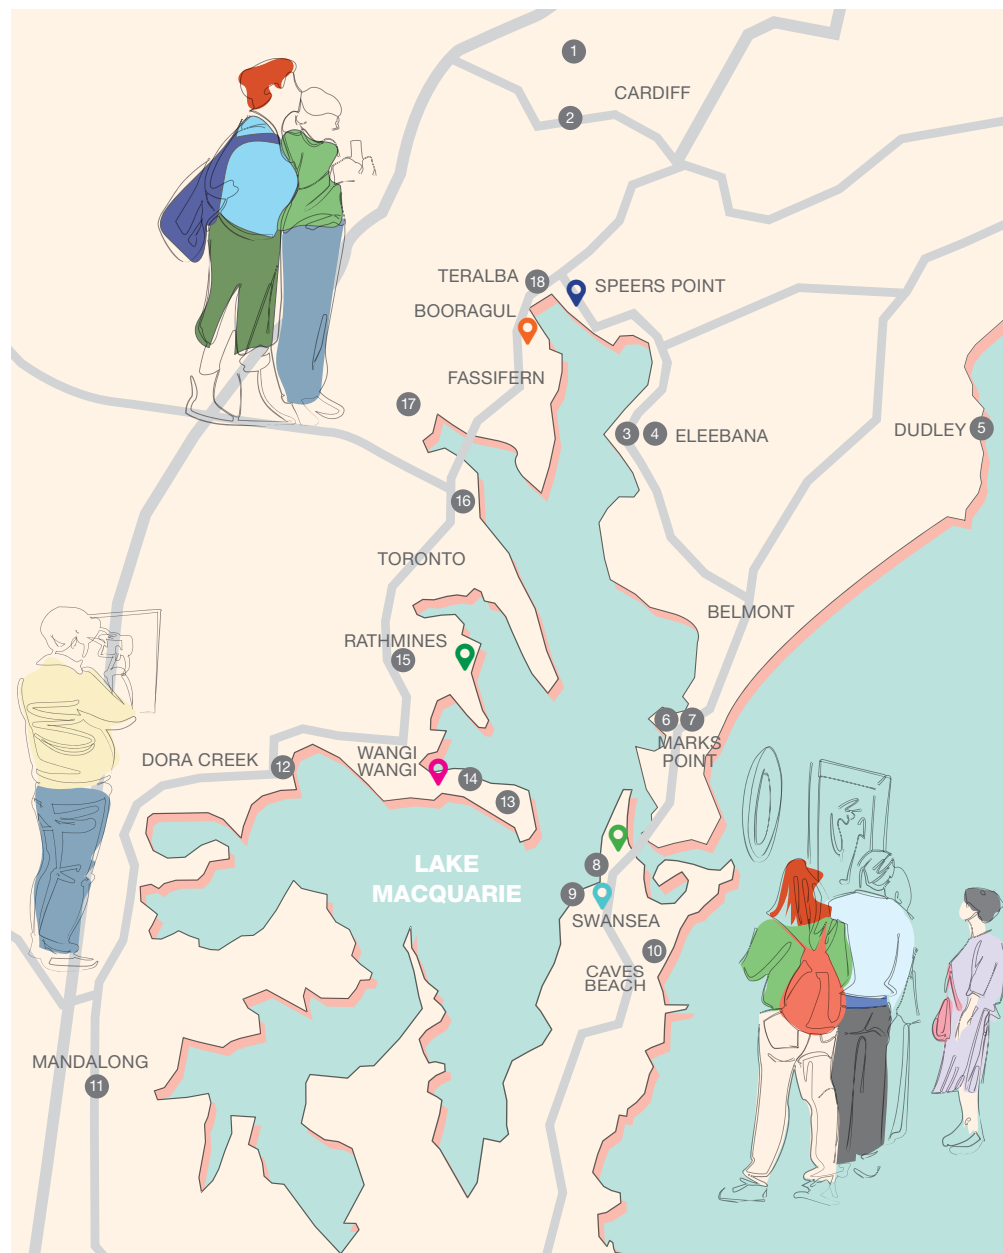 1
CARDIFF
2
TERALBA
18
SPEERS POINT
BOORAGUL
FASSIFERN
17
3
4
ELEEBANA
DUDLEY
5
16
TORONTO
BELMONT
RATHMINES
15
6
7
MARKS
POINT
DORA CREEK
12
WANGI
WANGI
14
13
LAKE
MACQUARIE
8
9
SWANSEA
10
CAVES
BEACH
MANDALONG
11